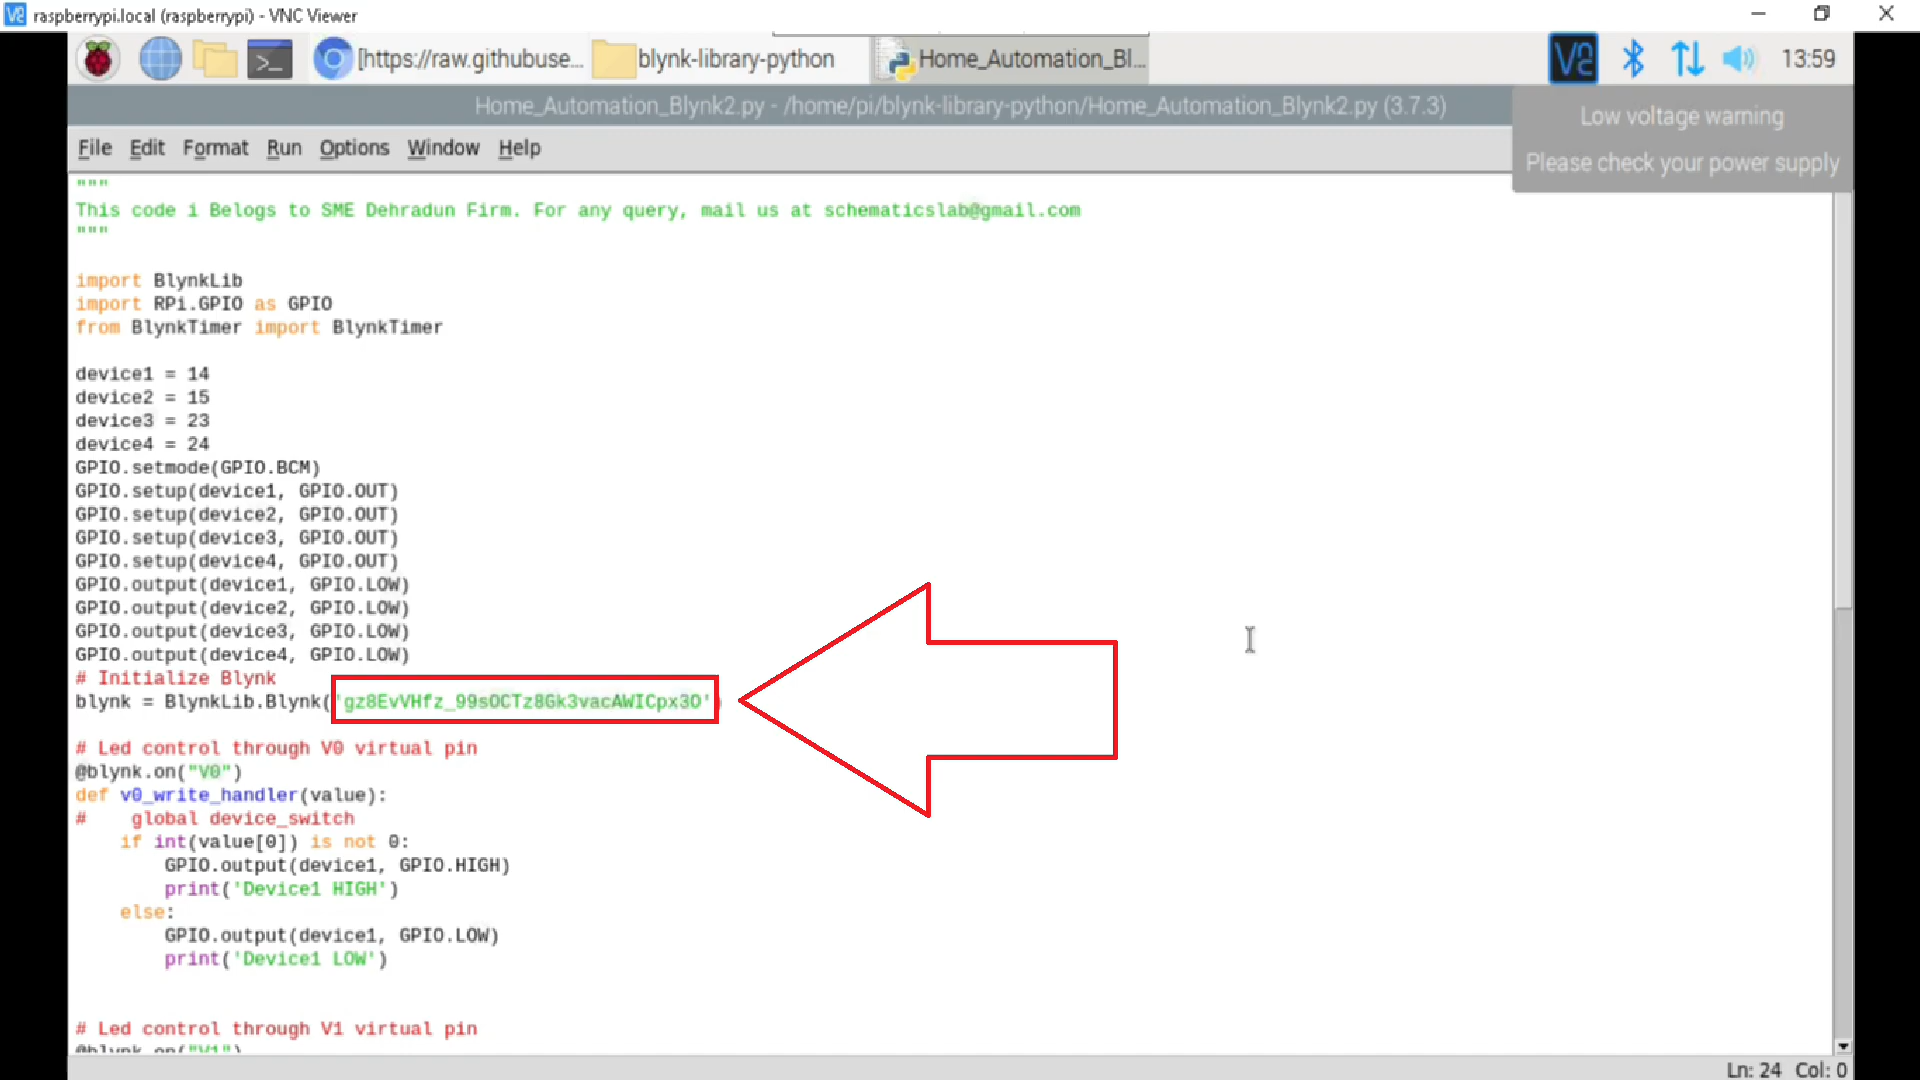 raspberrypi.local (raspberrypi) - VNC Viewer
[https://raw.githubuse... blynk-library-python Home_Automation_Bl... 13:59
Home_Automation_Blynk2.py - /home/pi/blynk-library-python/Home_Automation_Blynk2.py (3.7.3)
Low voltage warning
Please check your power supply
File Edit Format Run Options Window Help
"""
This code i Belogs to SME Dehradun Firm. For any query, mail us at schematicslab@gmail.com
"""
import BlynkLib
import RPi.GPIO as GPIO
from BlynkTimer import BlynkTimer
device1 = 14
device2 = 15
device3 = 23
device4 = 24
GPIO.setmode(GPIO.BCM)
GPIO.setup(device1, GPIO.OUT)
GPIO.setup(device2, GPIO.OUT)
GPIO.setup(device3, GPIO.OUT)
GPIO.setup(device4, GPIO.OUT)
GPIO.output(device1, GPIO.LOW)
GPIO.output(device2, GPIO.LOW)
GPIO.output(device3, GPIO.LOW)
GPIO.output(device4, GPIO.LOW)
# Initialize Blynk
blynk = BlynkLib.Blynk('gz8EvVHfz_99sOCTz8Gk3vacAWICpx3O')
# Led control through V0 virtual pin
@blynk.on("V0")
def v0_write_handler(value):
#    global device_switch
    if int(value[0]) is not 0:
        GPIO.output(device1, GPIO.HIGH)
        print('Device1 HIGH')
    else:
        GPIO.output(device1, GPIO.LOW)
        print('Device1 LOW')
# Led control through V1 virtual pin
@blynk.on("V1")
Ln: 24 Col: 0